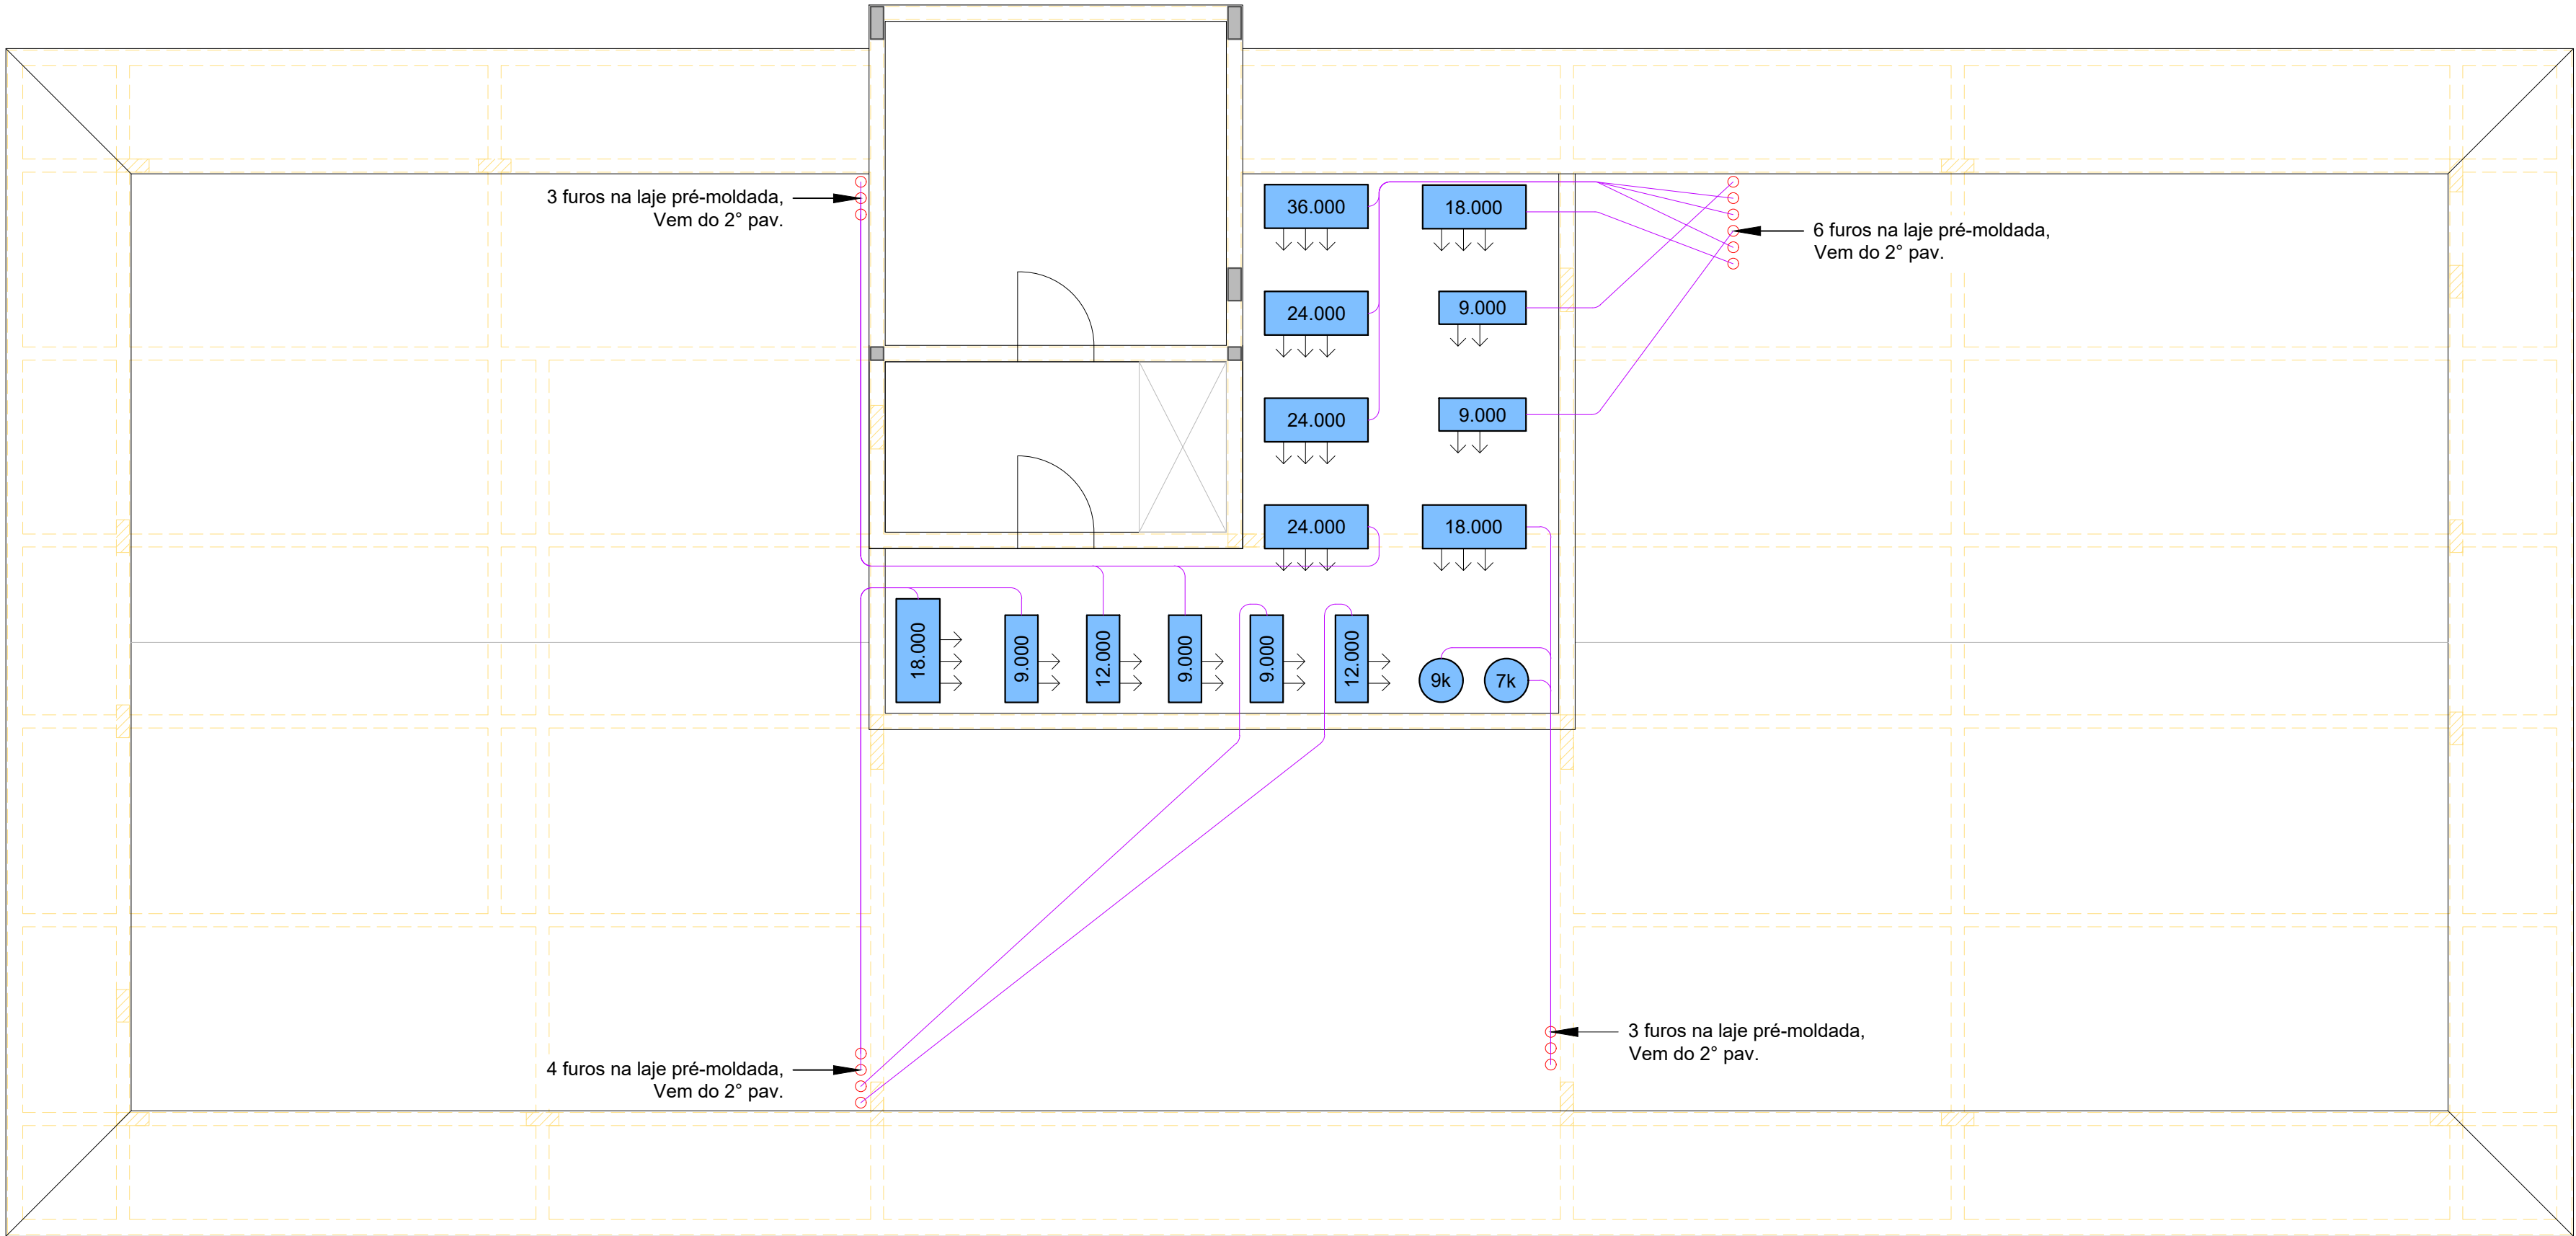 3 furos na laje pré-moldada,
Vem do 2° pav.
36.000
18.000
6 furos na laje pré-moldada,
Vem do 2° pav.
24.000
9.000
24.000
9.000
24.000
18.000
18.000
9.000
12.000
9.000
9.000
12.000
9k
7k
4 furos na laje pré-moldada,
Vem do 2° pav.
3 furos na laje pré-moldada,
Vem do 2° pav.